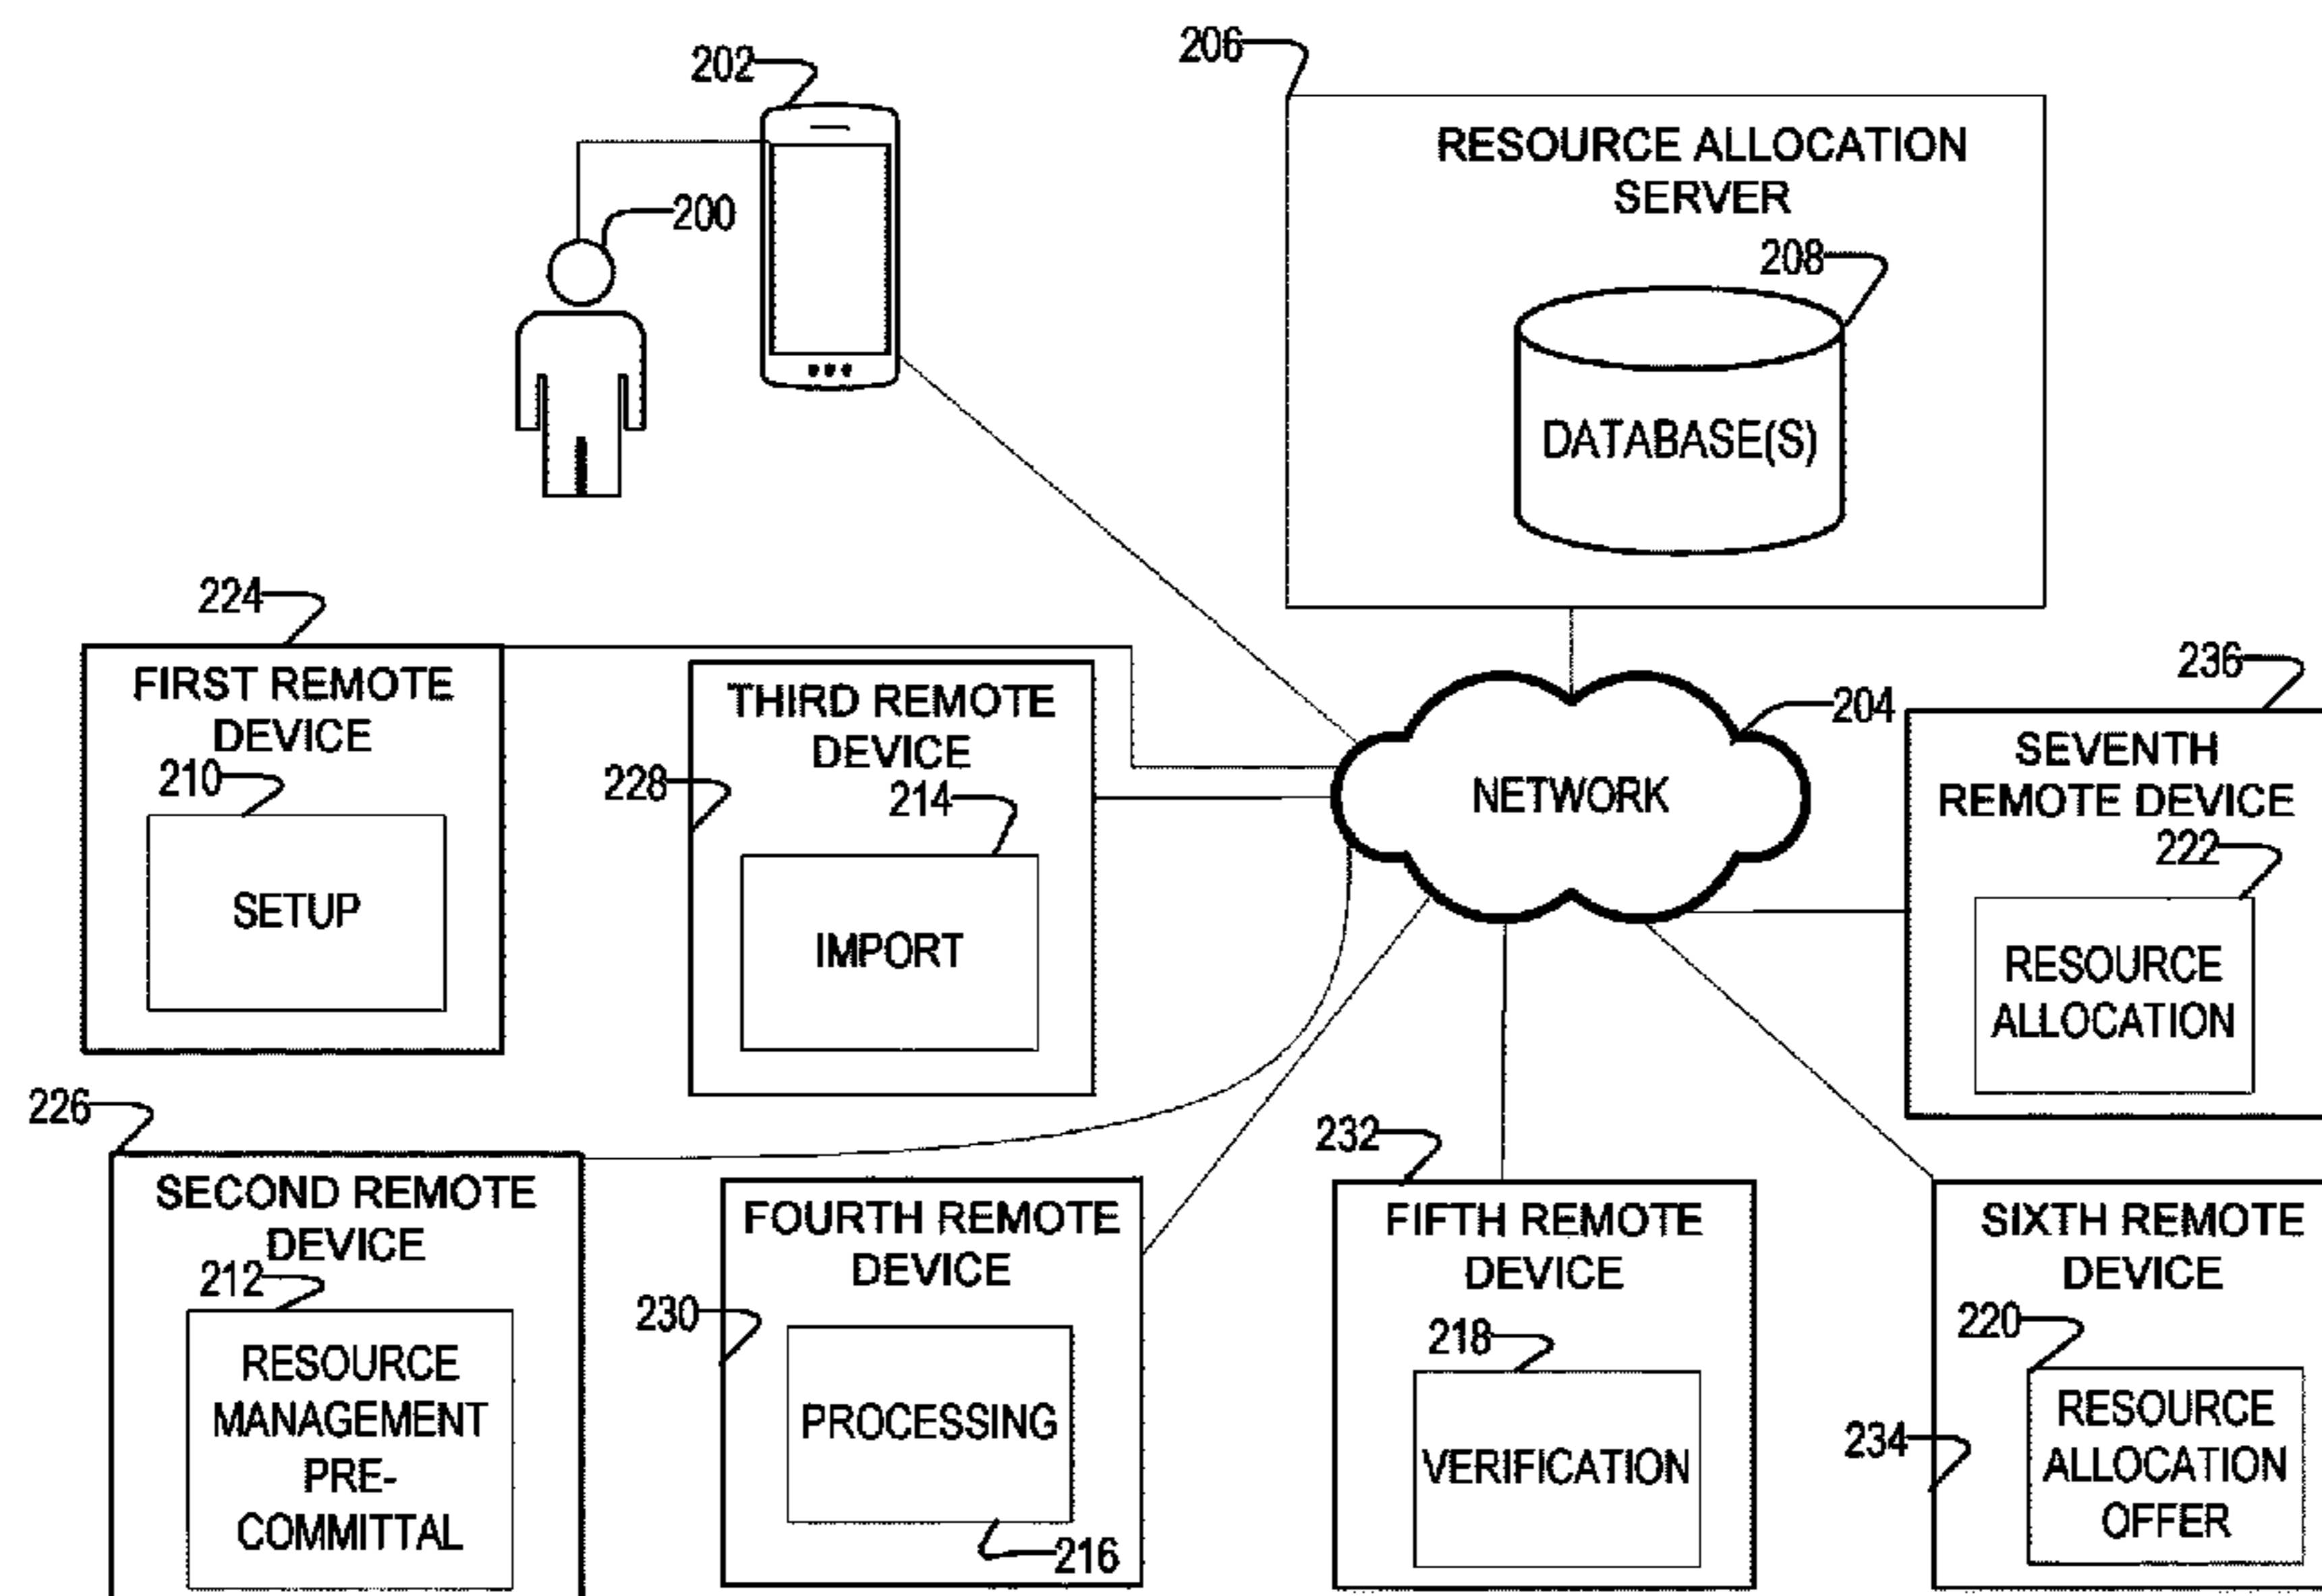 202
206
200
RESOURCE ALLOCATION
SERVER
208
DATABASE(S)
224
FIRST REMOTE
DEVICE
210
SETUP
THIRD REMOTE
DEVICE
228
214
IMPORT
NETWORK
204
236
SEVENTH
REMOTE DEVICE
222
RESOURCE
ALLOCATION
226
SECOND REMOTE
DEVICE
212
RESOURCE
MANAGEMENT
PRE-
COMMITTAL
FOURTH REMOTE
DEVICE
230
PROCESSING
216
232
FIFTH REMOTE
DEVICE
218
VERIFICATION
SIXTH REMOTE
DEVICE
220
234
RESOURCE
ALLOCATION
OFFER